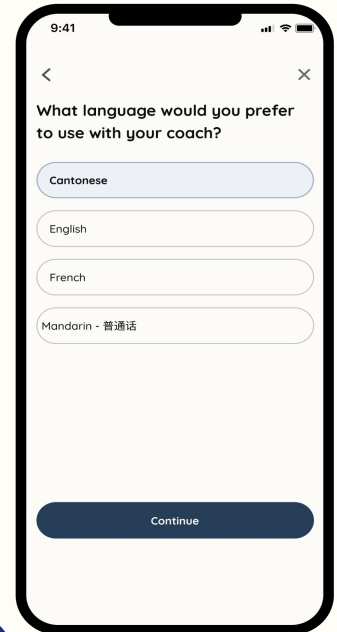 9:41
What language would you prefer
to use with your coach?
Cantonese
English
French
Mandarin - 普通话
Continue